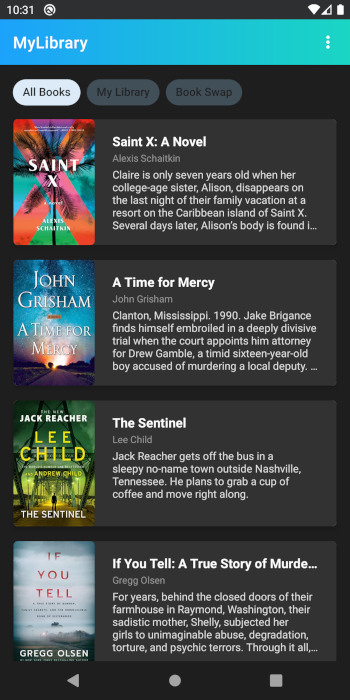 10:31
MyLibrary
All Books
My Library
Book Swap
SAINT
X
a novel
ALEXIS
SCHAITKIN
Saint X: A Novel
Alexis Schaitkin
Claire is only seven years old when her
college-age sister, Alison, disappears on
the last night of their family vacation at a
resort on the Caribbean island of Saint X.
Several days later, Alison's body is found i...
JOHN
GRISHAM
A TIME FOR
MERCY
A Time for Mercy
John Grisham
Clanton, Mississippi. 1990. Jake Brigance
finds himself embroiled in a deeply divisive
trial when the court appoints him attorney
for Drew Gamble, a timid sixteen-year-old
boy accused of murdering a local deputy. ...
THE NEW
JACK REACHER
LEE
CHILD
AND ANDREW CHILD
THE SENTINEL
The Sentinel
Lee Child
Jack Reacher gets off the bus in a
sleepy no-name town outside Nashville,
Tennessee. He plans to grab a cup of
coffee and move right along.
IF
YOU
TELL
GREGG OLSEN
If You Tell: A True Story of Murde...
Gregg Olsen
For years, behind the closed doors of their
farmhouse in Raymond, Washington, their
sadistic mother, Shelly, subjected her
girls to unimaginable abuse, degradation,
torture, and psychic terrors. Through it all,...